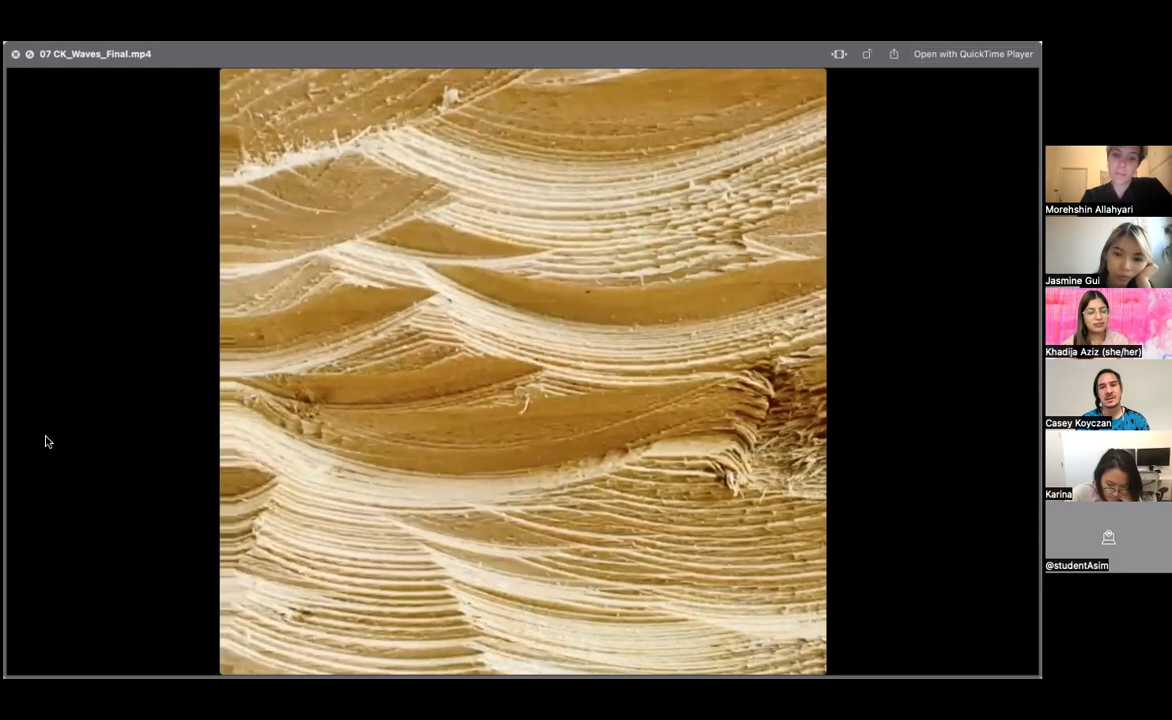 07 CK_Waves_Final.mp4
Open with QuickTime Player
Morehshin Allahyari
Jasmine Gui
Khadija Aziz (she/her)
Casey Koyczan
Karina
@studentAsim